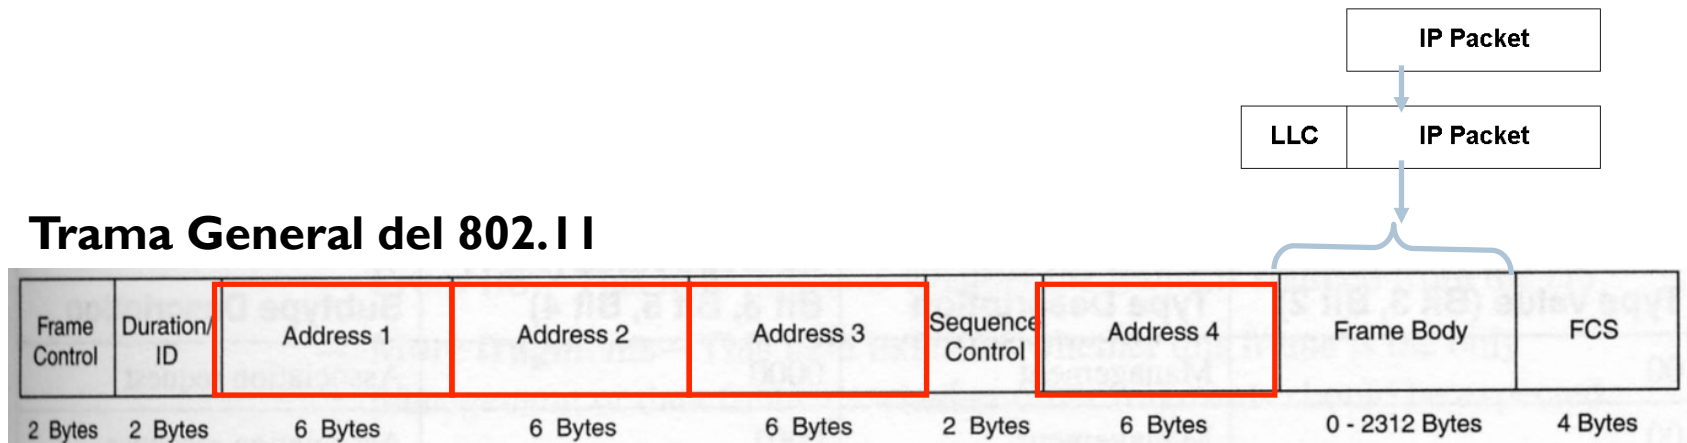 IP Packet
LLC IP Packet
Trama General del 802.11
Frame Control Duration/ ID Address 1 Address 2 Address 3 Sequence Control Address 4 Frame Body FCS
2 Bytes 2 Bytes 6 Bytes 6 Bytes 6 Bytes 2 Bytes 6 Bytes 0 - 2312 Bytes 4 Bytes